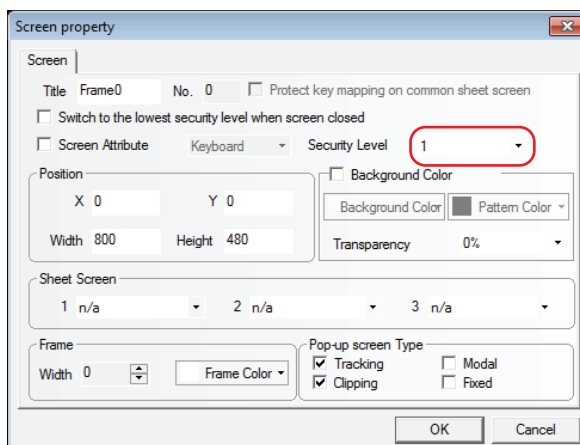 Screen property
Screen
Title Frame0 No. 0 Protect key mapping on common sheet screen
Switch to the lowest security level when screen closed
Screen Attribute Keyboard Security Level 1
Position Background Color
X 0 Y 0 Background Color Pattern Color
Width 800 Height 480 Transparency 0%
Sheet Screen
1 n/a 2 n/a 3 n/a
Frame Pop-up screen Type
Width 0 Frame Color Tracking Modal
Clipping Fixed
OK Cancel